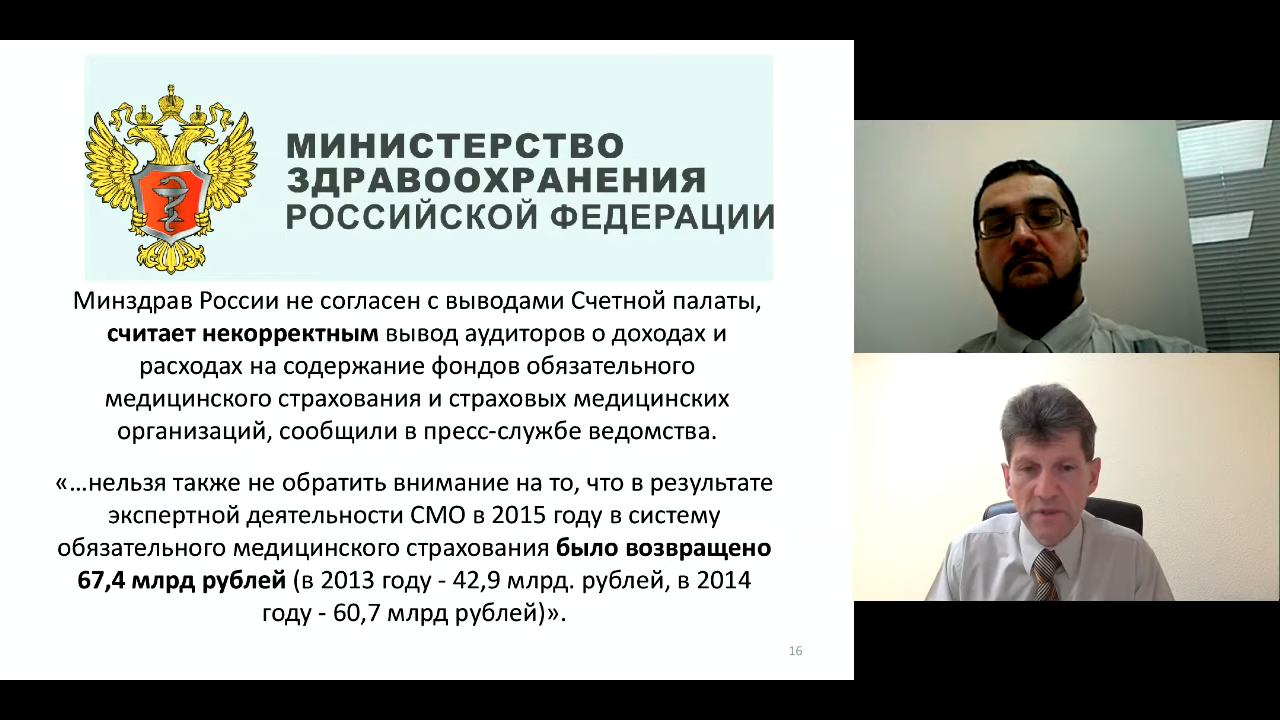 МИНИСТЕРСТВО
ЗДРАВООХРАНЕНИЯ
РОССИЙСКОЙ ФЕДЕРАЦИИ
Минздрав России не согласен с выводами Счетной палаты,
считает некорректным вывод аудиторов о доходах и
расходах на содержание фондов обязательного
медицинского страхования и страховых медицинских
организаций, сообщили в пресс-службе ведомства.
«…нельзя также не обратить внимание на то, что в результате
экспертной деятельности СМО в 2015 году в систему
обязательного медицинского страхования было возвращено
67,4 млрд рублей (в 2013 году - 42,9 млрд. рублей, в 2014
году - 60,7 млрд рублей)».
16